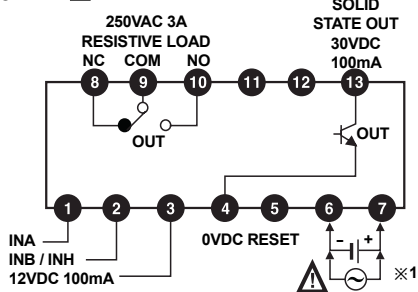 SOLID
STATE OUT
30VDC
100mA
250VAC 3A
RESISTIVE LOAD
NC COM NO
8 9 10 11 12 13
OUT
OUT
1 2 3 4 5 6 7
INA
INB / INH
12VDC 100mA
0VDC RESET
- +
※1